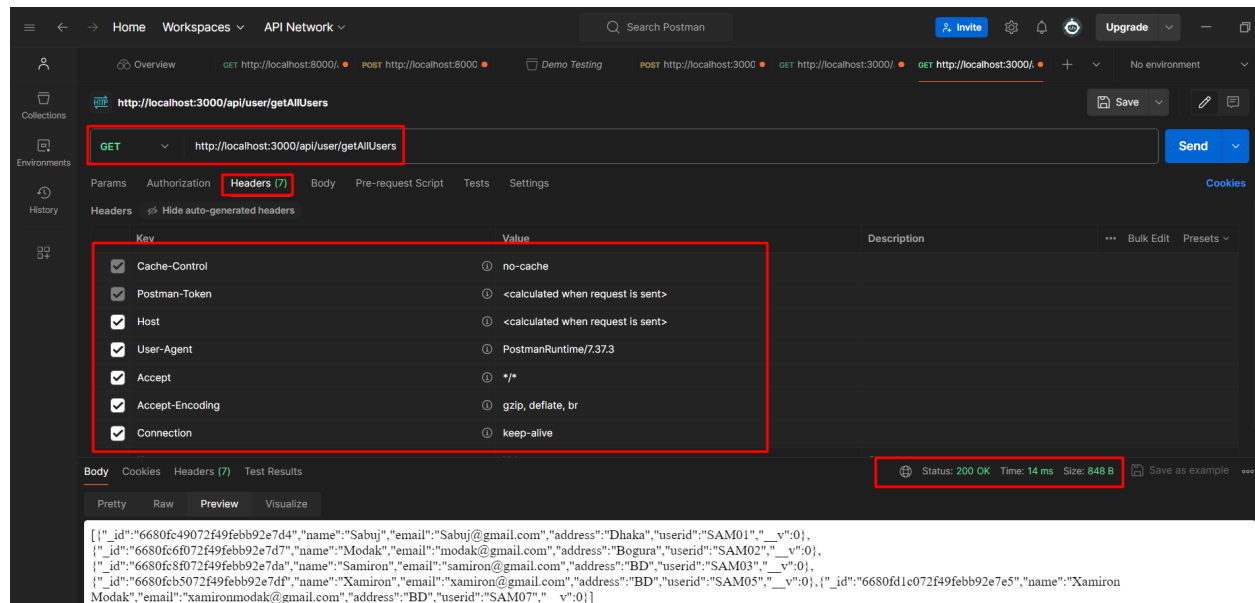 Home Workspaces API Network Search Postman Invite Upgrade
Overview GET http://localhost:8000/. POST http://localhost:8000 Demo Testing POST http://localhost:3000 GET http://localhost:3000/. GET http://localhost:3000/. No environment
HTTP http://localhost:3000/api/user/getAllUsers Save
Collections
GET http://localhost:3000/api/user/getAllUsers Send
Environments
Params Authorization Headers (7) Body Pre-request Script Tests Settings Cookies
History
Headers Hide auto-generated headers
Key Value Description Bulk Edit Presets
Cache-Control no-cache
Postman-Token <calculated when request is sent>
Host <calculated when request is sent>
User-Agent PostmanRuntime/7.37.3
Accept */*
Accept-Encoding gzip, deflate, br
Connection keep-alive
Body Cookies Headers (7) Test Results Status: 200 OK Time: 14 ms Size: 848 B Save as example
Pretty Raw Preview Visualize
[{"_id":"6680fc49072f49febb92e7d4","name":"Sabuj","email":"Sabuj@gmail.com","address":"Dhaka","userid":"SAM01","__v":0},
{"_id":"6680fc6f072f49febb92e7d7","name":"Modak","email":"modak@gmail.com","address":"Bogura","userid":"SAM02","__v":0},
{"_id":"6680fc8f072f49febb92e7da","name":"Samiron","email":"samiron@gmail.com","address":"BD","userid":"SAM03","__v":0},
{"_id":"6680fcb5072f49febb92e7df","name":"Xamiron","email":"xamiron@gmail.com","address":"BD","userid":"SAM05","__v":0},{"_id":"6680fd1c072f49febb92e7e5","name":"Xamiron
Modak","email":"xamironmodak@gmail.com","address":"BD","userid":"SAM07","__v":0}]